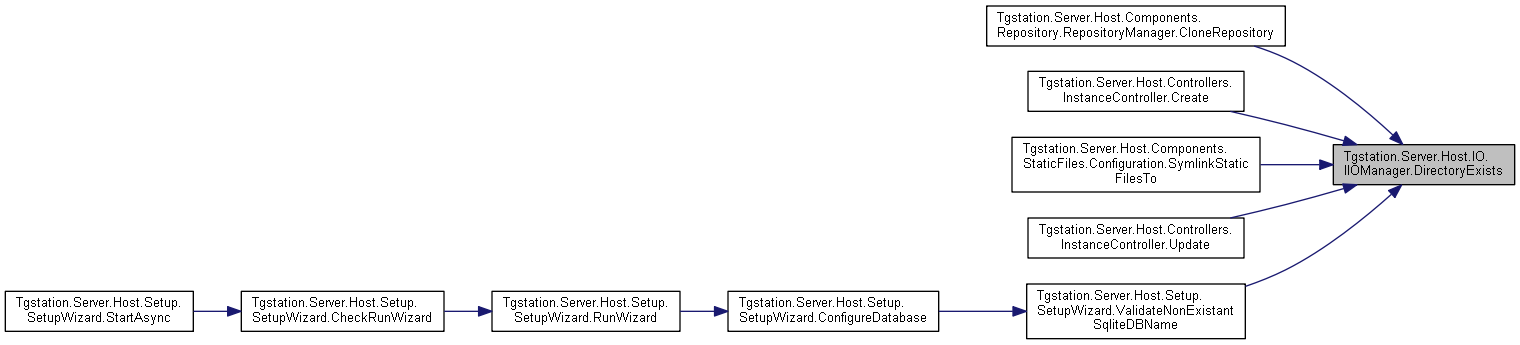 Tgstation.Server.Host.Components.
Repository.RepositoryManager.CloneRepository
Tgstation.Server.Host.Controllers.
InstanceController.Create
Tgstation.Server.Host.Components.
StaticFiles.Configuration.SymlinkStatic
FilesTo
Tgstation.Server.Host.IO.
IIOManager.DirectoryExists
Tgstation.Server.Host.Controllers.
InstanceController.Update
Tgstation.Server.Host.Setup.
SetupWizard.StartAsync
Tgstation.Server.Host.Setup.
SetupWizard.CheckRunWizard
Tgstation.Server.Host.Setup.
SetupWizard.RunWizard
Tgstation.Server.Host.Setup.
SetupWizard.ConfigureDatabase
Tgstation.Server.Host.Setup.
SetupWizard.ValidateNonExistant
SqliteDBName